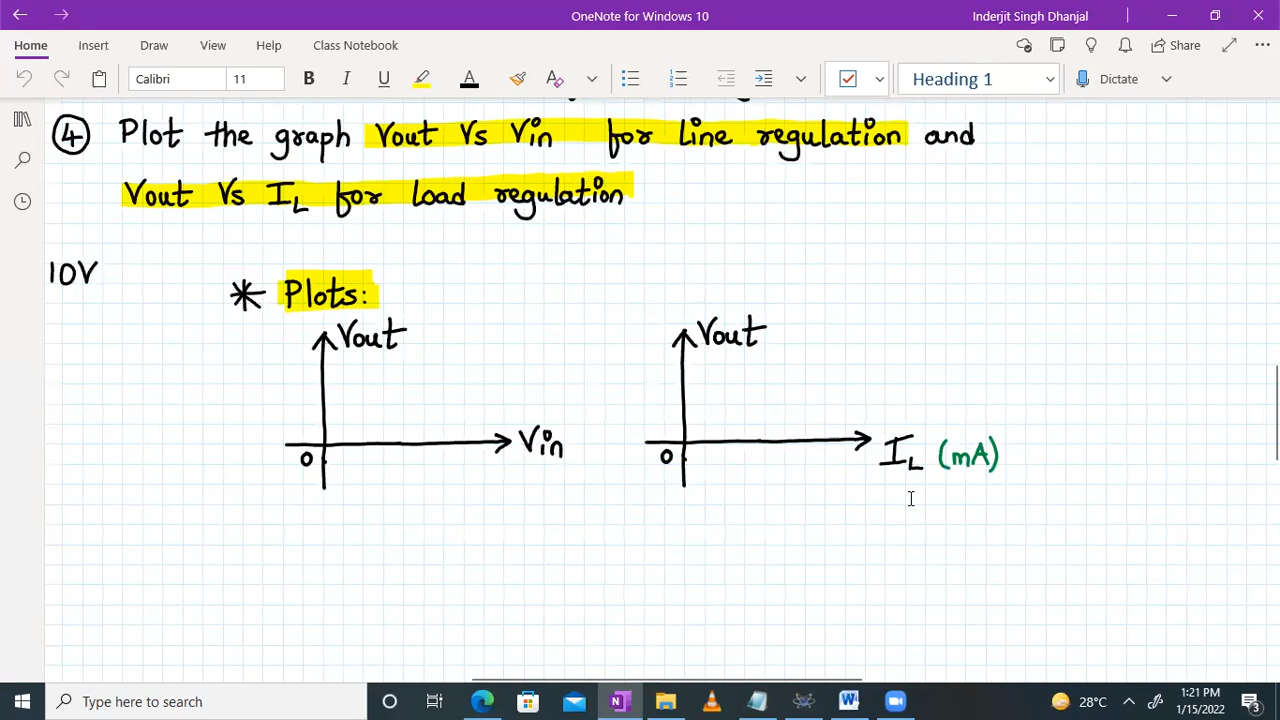 OneNote for Windows 10
Inderjit Singh Dhanjal
Home Insert Draw View Help Class Notebook
Share
Calibri 11 B I U A A Heading 1 Dictate
④ Plot the graph Vout Vs Vin for line regulation and
Vout Vs IL for load regulation
10V
* Plots:
Vout
Vout
Vin
IL (mA)
0
0
Type here to search
28°C
1:21 PM
1/15/2022
3